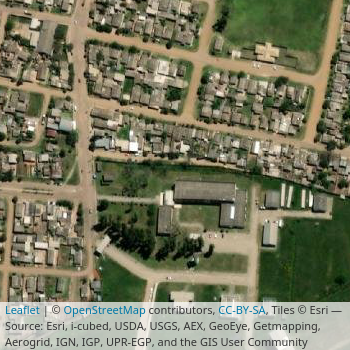 Leaflet | © OpenStreetMap contributors, CC-BY-SA, Tiles © Esri —
Source: Esri, i-cubed, USDA, USGS, AEX, GeoEye, Getmapping,
Aerogrid, IGN, IGP, UPR-EGP, and the GIS User Community